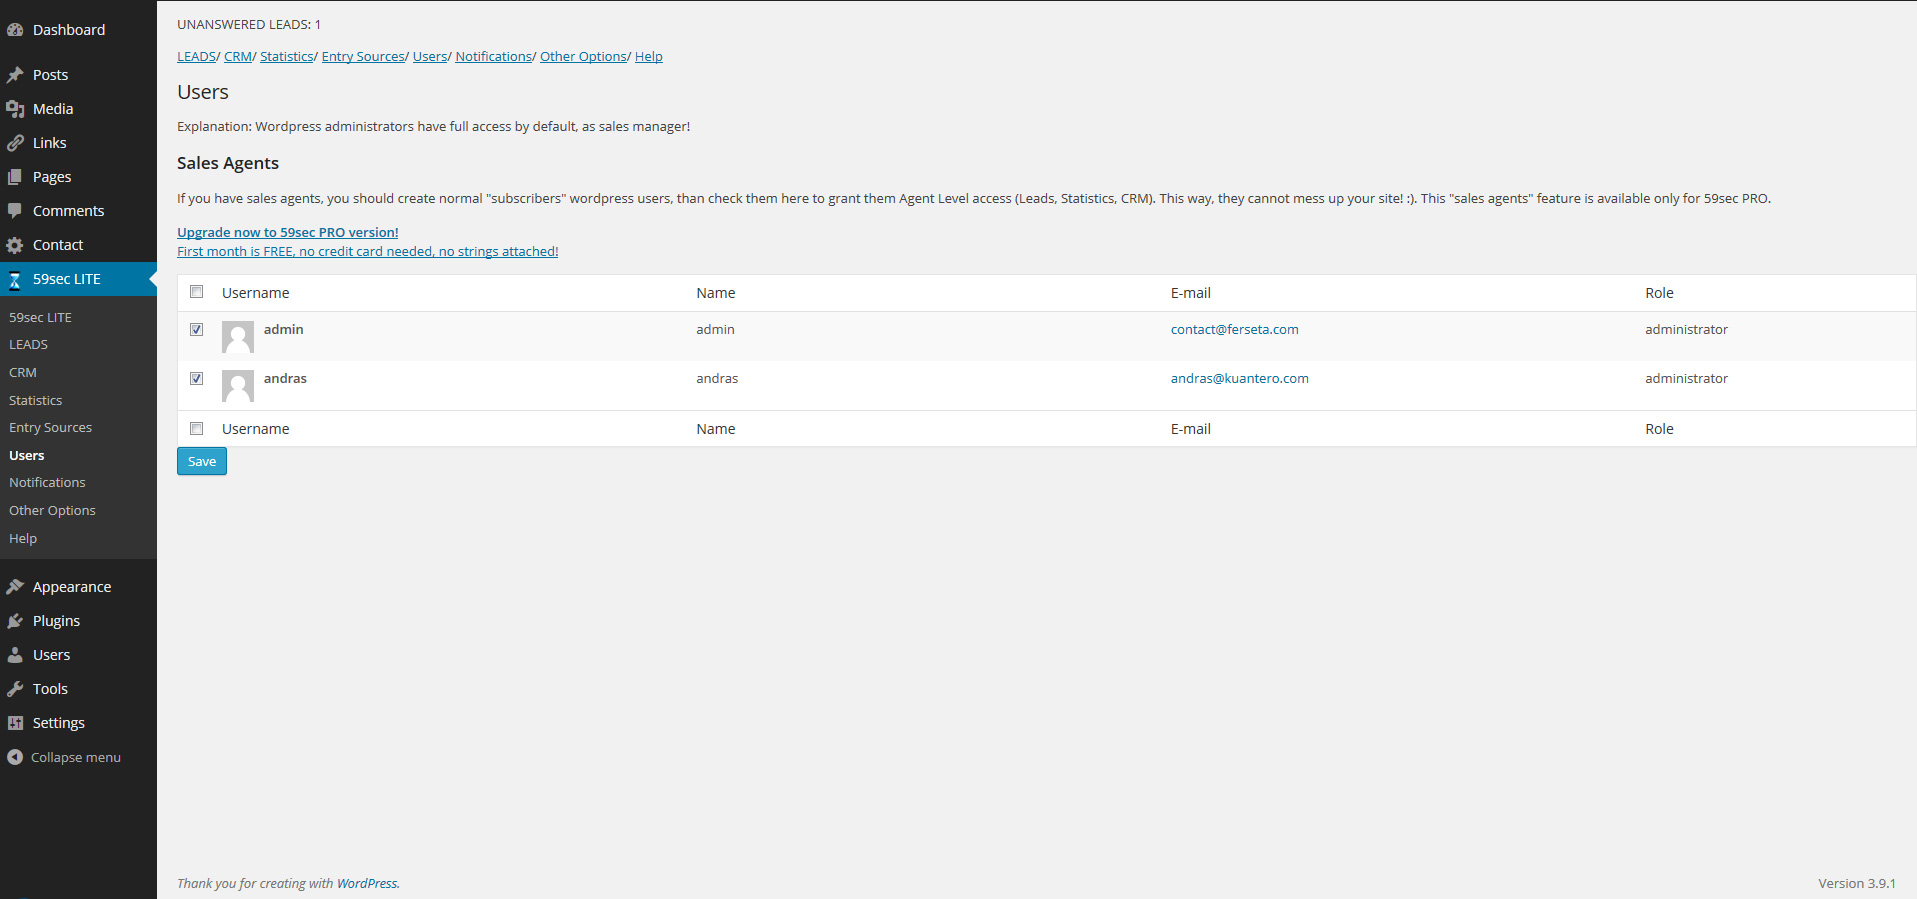 Dashboard
Posts
Media
Links
Pages
Comments
Contact
59sec LITE
59sec LITE
LEADS
CRM
Statistics
Entry Sources
Users
Notifications
Other Options
Help
Appearance
Plugins
Users
Tools
Settings
Collapse menu
UNANSWERED LEADS: 1
LEADS/ CRM/ Statistics/ Entry Sources/ Users/ Notifications/ Other Options/ Help
Users
Explanation: Wordpress administrators have full access by default, as sales manager!
Sales Agents
If you have sales agents, you should create normal "subscribers" wordpress users, than check them here to grant them Agent Level access (Leads, Statistics, CRM). This way, they cannot mess up your site! :). This "sales agents" feature is available only for 59sec PRO.
Upgrade now to 59sec PRO version!
First month is FREE, no credit card needed, no strings attached!
Username Name E-mail Role
admin admin contact@ferseta.com administrator
andras andras andras@kuantero.com administrator
Username Name E-mail Role
Save
Thank you for creating with WordPress.
Version 3.9.1